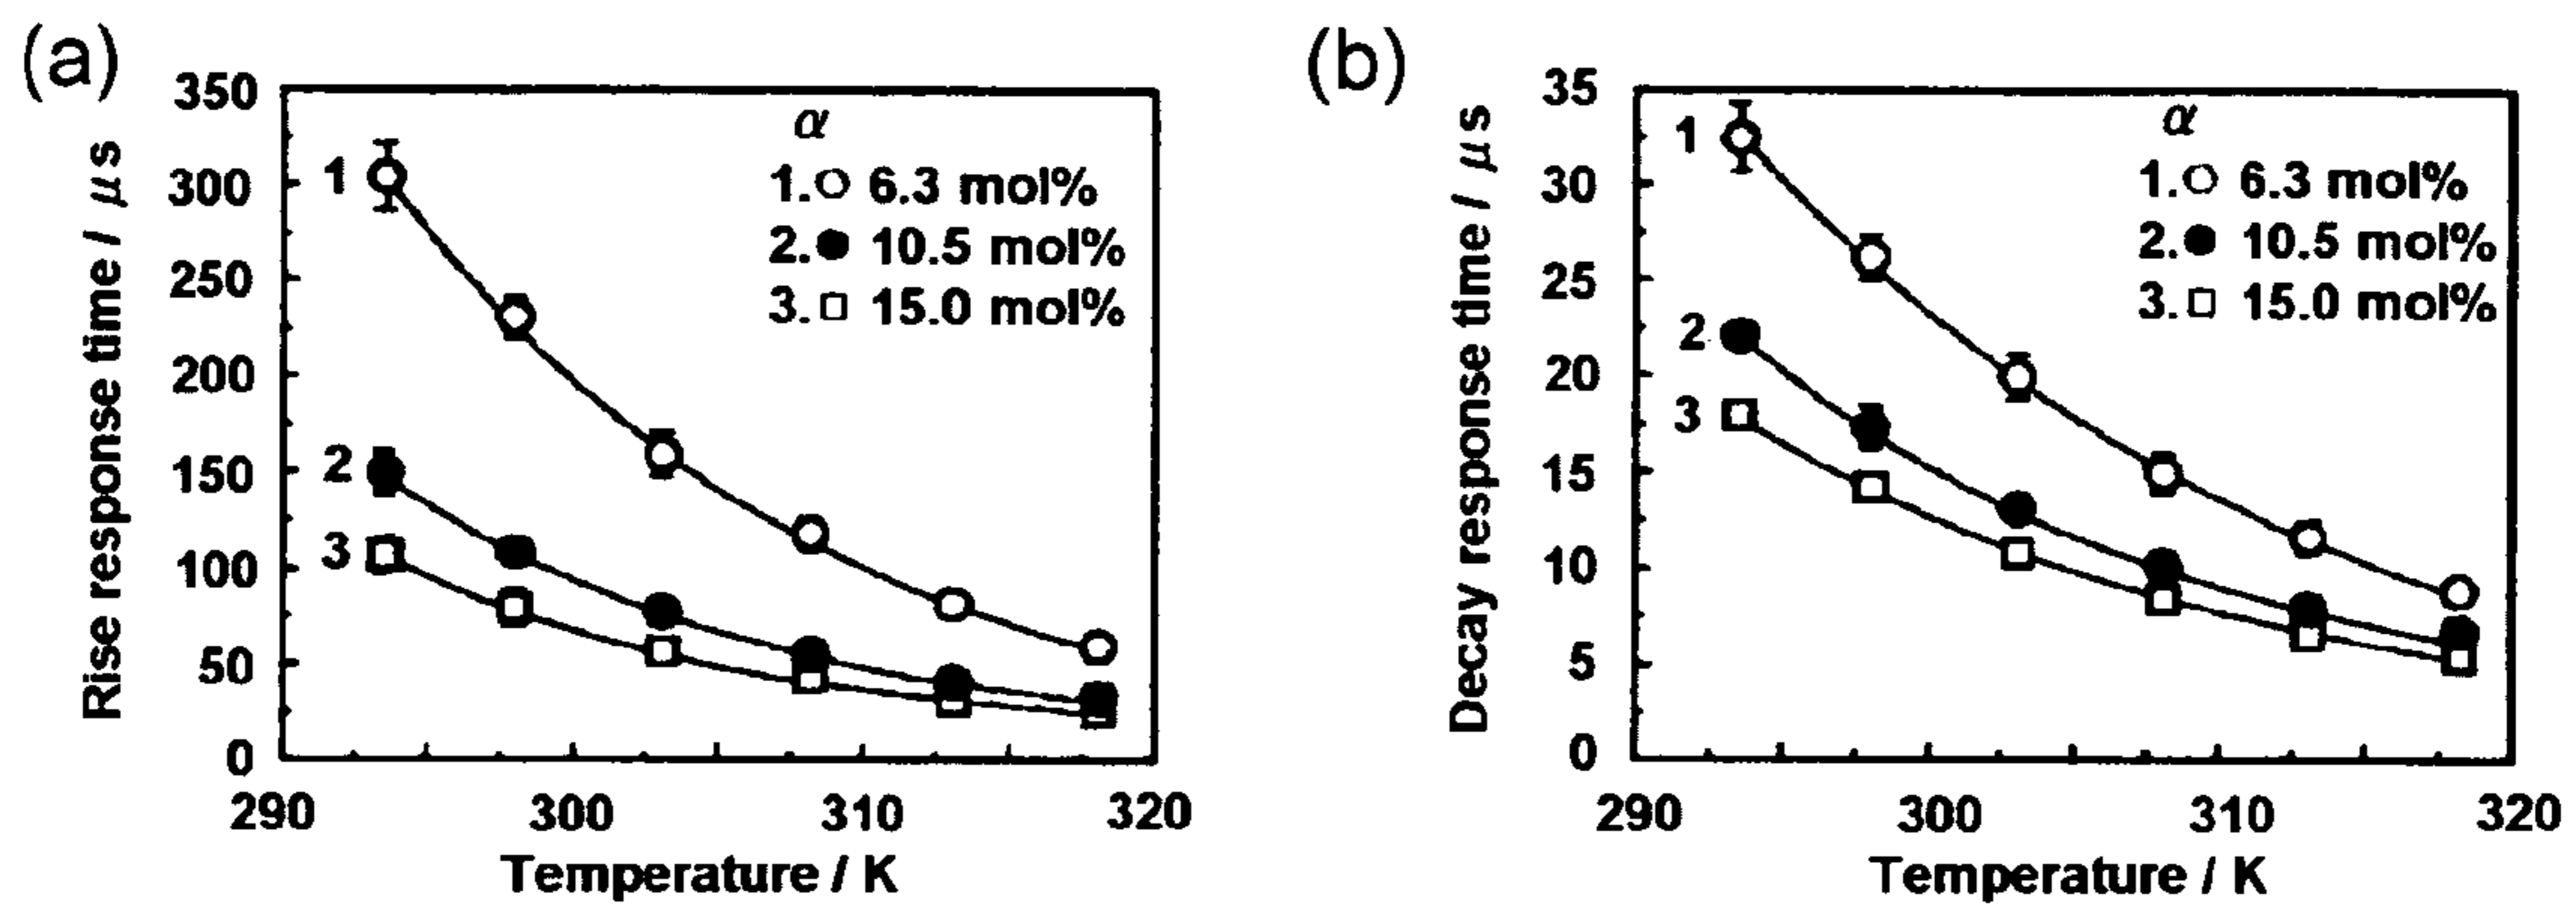 (a)
Rise response time / μs
350
300
250
200
150
100
50
0
290 300 310 320
Temperature / K
α
1.○ 6.3 mol%
2.● 10.5 mol%
3.□ 15.0 mol%
1
2
3
(b)
Decay response time / μs
35
30
25
20
15
10
5
0
290 300 310 320
Temperature / K
α
1.○ 6.3 mol%
2.● 10.5 mol%
3.□ 15.0 mol%
1
2
3